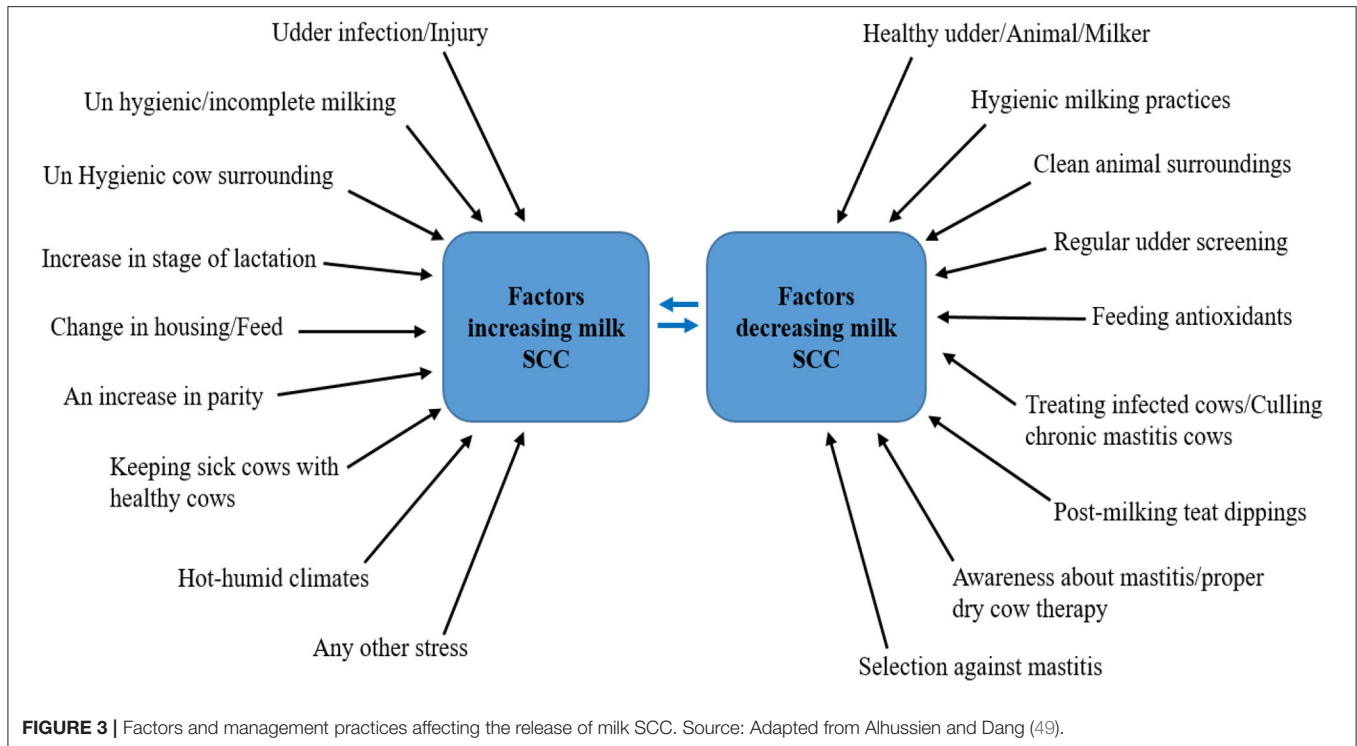 Udder infection/Injury
Un hygienic/incomplete milking
Un Hygienic cow surrounding
Increase in stage of lactation
Change in housing/Feed
An increase in parity
Keeping sick cows with
healthy cows
Hot-humid climates
Any other stress
Factors
increasing milk
SCC
Factors
decreasing milk
SCC
Healthy udder/Animal/Milker
Hygienic milking practices
Clean animal surroundings
Regular udder screening
Feeding antioxidants
Treating infected cows/Culling
chronic mastitis cows
Post-milking teat dippings
Awareness about mastitis/proper
dry cow therapy
Selection against mastitis
FIGURE 3 | Factors and management practices affecting the release of milk SCC. Source: Adapted from Alhussien and Dang (49).